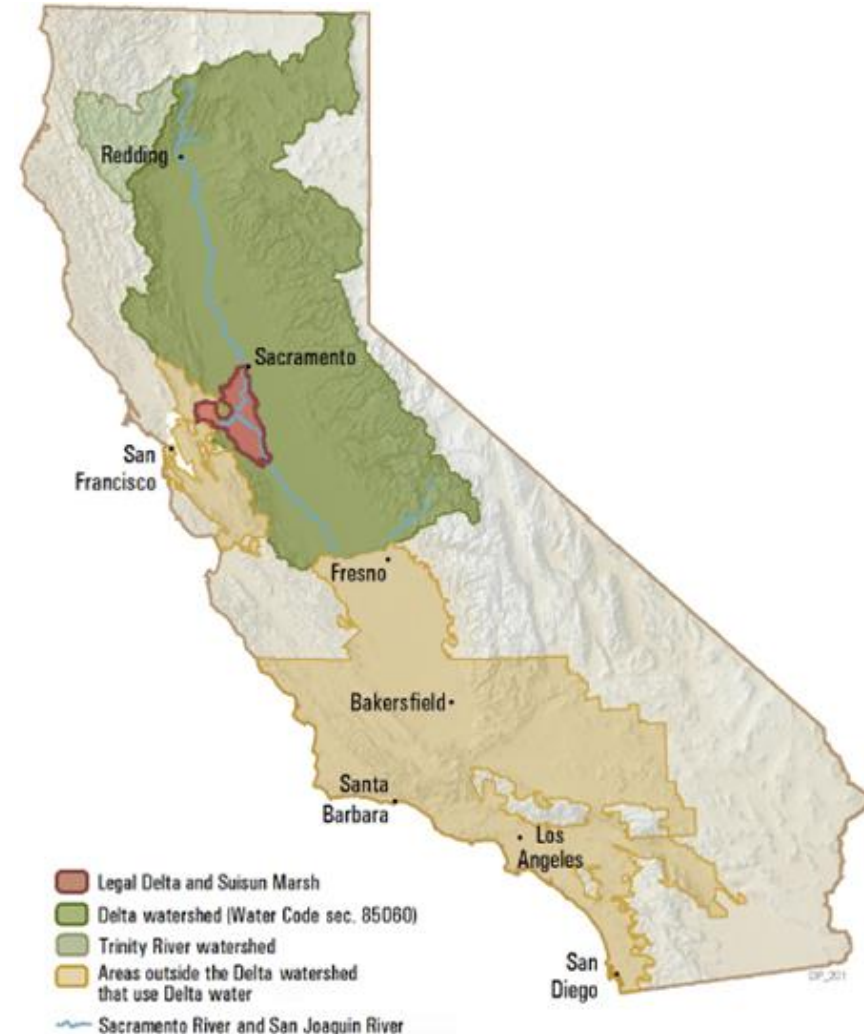 Redding
Sacramento
San
Francisco
Fresno
Bakersfield
Santa
Barbara
Los
Angeles
San
Diego
Legal Delta and Suisun Marsh
Delta watershed (Water Code sec. 85060)
Trinity River watershed
Areas outside the Delta watershed
that use Delta water
Sacramento River and San Joaquin River
DP_201